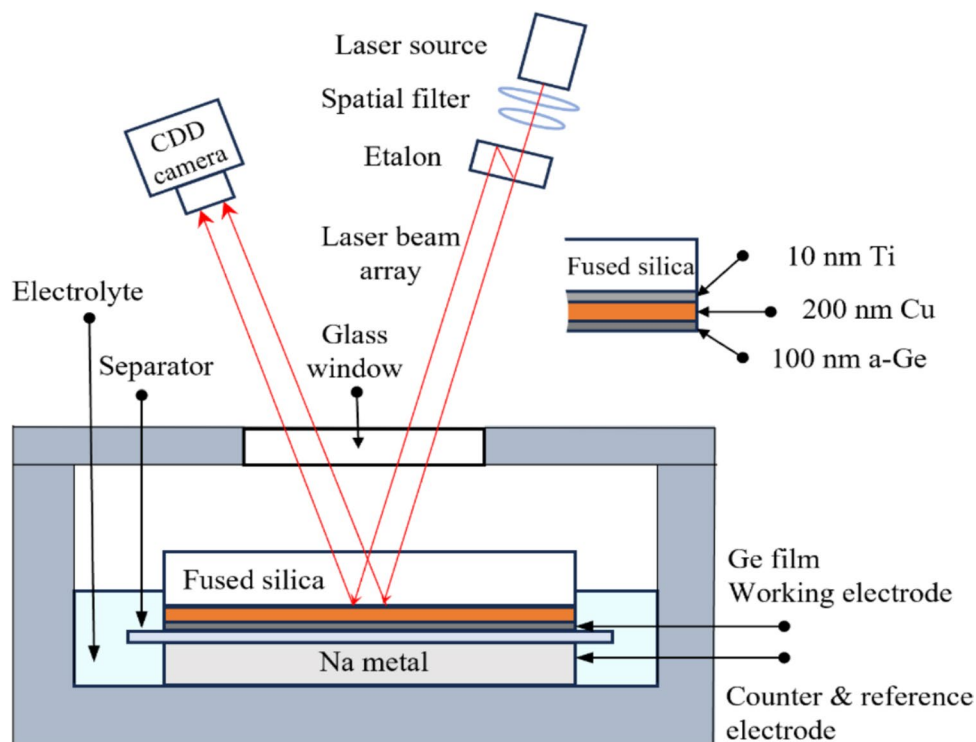 Laser source
Spatial filter
CDD
camera
Etalon
Laser beam
array
Fused silica
10 nm Ti
200 nm Cu
100 nm a-Ge
Electrolyte
Separator
Glass
window
Fused silica
Ge film
Working electrode
Na metal
Counter & reference
electrode